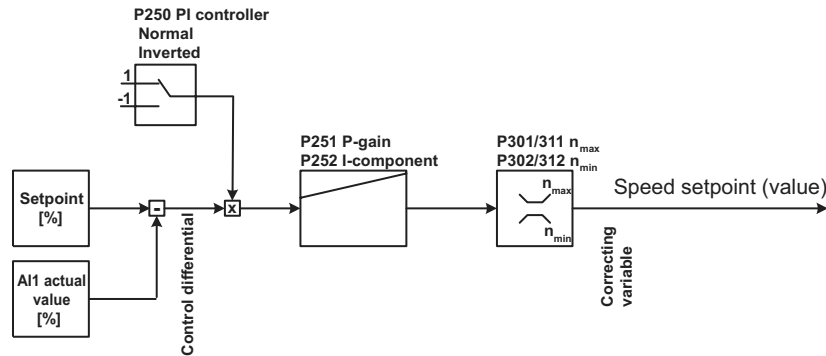 P250 PI controller
Normal
Inverted
1
-1
P251 P-gain
P252 I-component
P301/311 nmax
P302/312 nmin
Setpoint
[%]
-
x
nmax
nmin
Speed setpoint (value)
AI1 actual
value
[%]
Control differential
Correcting
variable